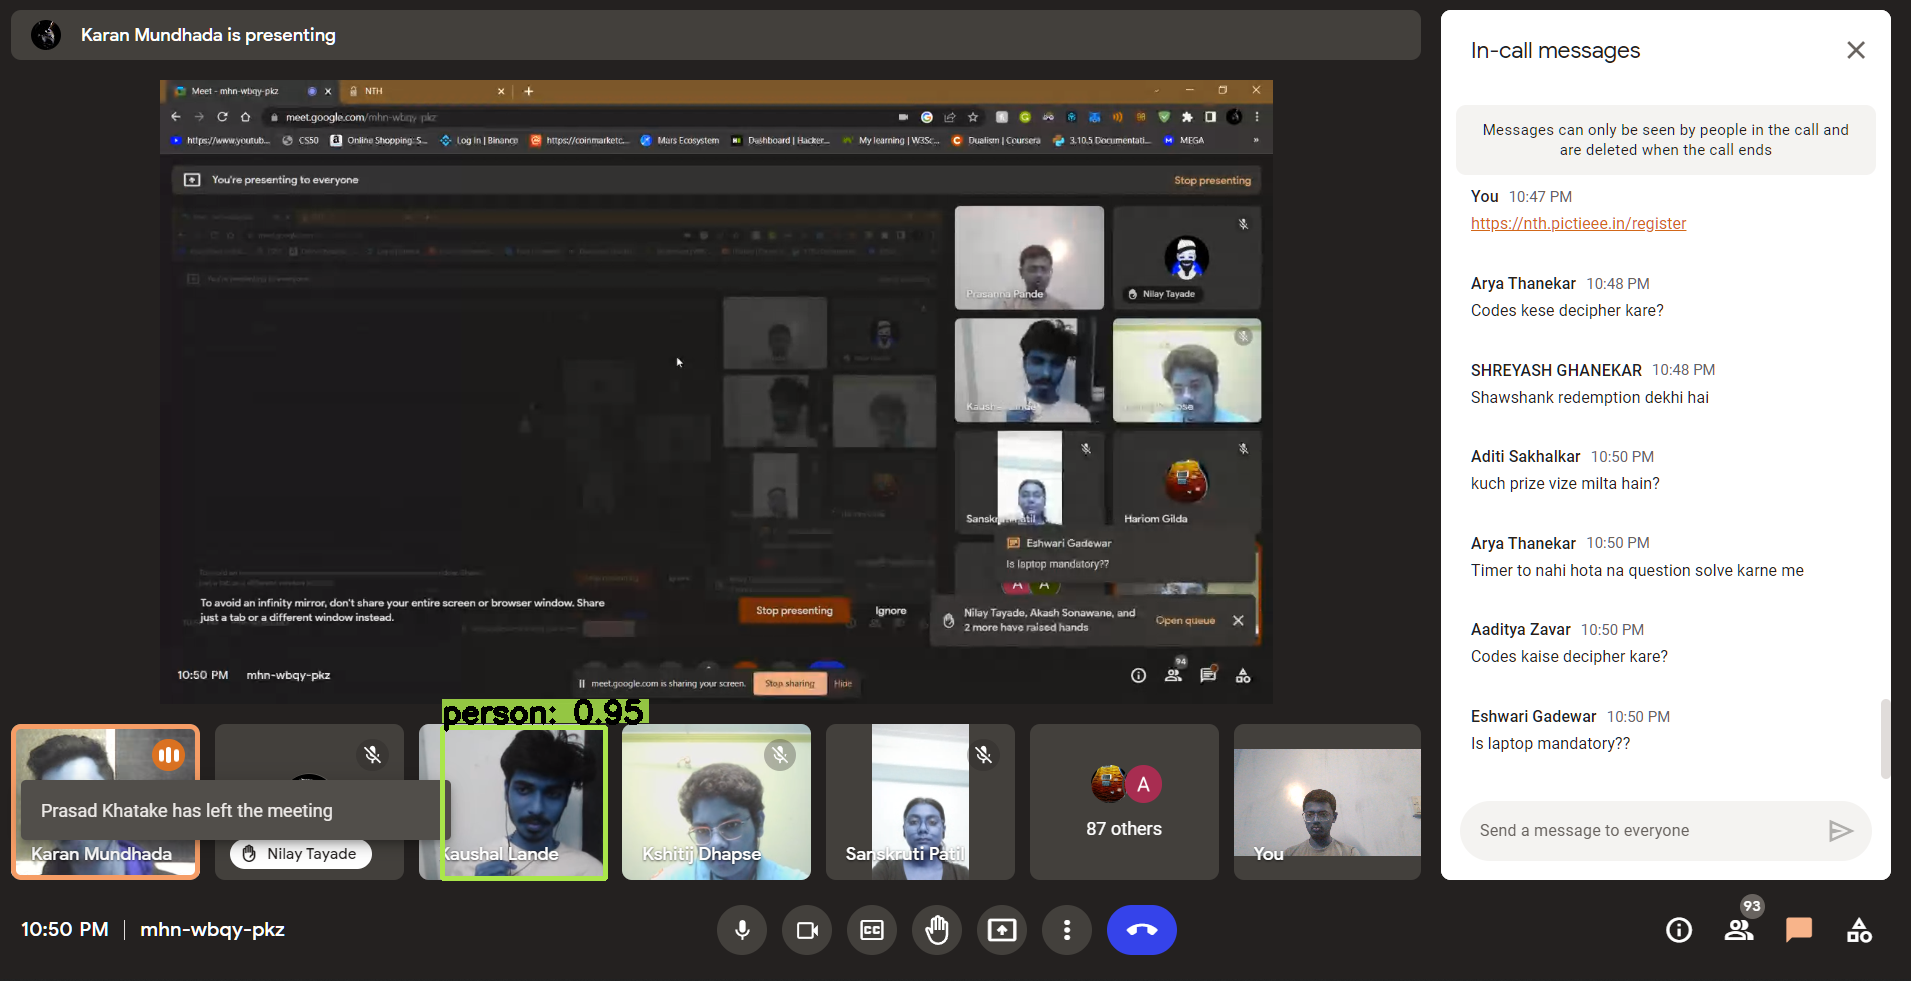 Karan Mundhada is presenting
Meet - mhn-wbqy-pkz
NTH
meet.google.com/mhn-wbqy-pkz
https://www.youtub...
CS50
Online Shopping: S...
Log In | Binance
https://coinmarketc...
Mars Ecosystem
Dashboard | Hacker...
My learning | W3Sc...
Dualism | Coursera
3.10.5 Documentati...
MEGA
You're presenting to everyone
Stop presenting
Prasanna Pande
Nilay Tayade
Hariom Gilda
Eshwari Gadewar
Is laptop mandatory??
A A
To avoid an infinity mirror, don't share your entire screen or browser window. Share
just a tab or a different window instead.
Stop presenting
Ignore
Nilay Tayade, Akash Sonawane, and
2 more have raised hands
Open queue
10:50 PM mhn-wbqy-pkz
meet.google.com is sharing your screen.
Stop sharing
Hide
94
person: 0.95
Prasad Khatake has left the meeting
Karan Mundhada
Nilay Tayade
Kaushal Lande
Kshitij Dhapse
Sanskruti Patil
A
87 others
You
10:50 PM | mhn-wbqy-pkz
CC
93
In-call messages
Messages can only be seen by people in the call and
are deleted when the call ends
You 10:47 PM
https://nth.pictieee.in/register
Arya Thanekar 10:48 PM
Codes kese decipher kare?
SHREYASH GHANEKAR 10:48 PM
Shawshank redemption dekhi hai
Aditi Sakhalkar 10:50 PM
kuch prize vize milta hain?
Arya Thanekar 10:50 PM
Timer to nahi hota na question solve karne me
Aaditya Zavar 10:50 PM
Codes kaise decipher kare?
Eshwari Gadewar 10:50 PM
Is laptop mandatory??
Send a message to everyone